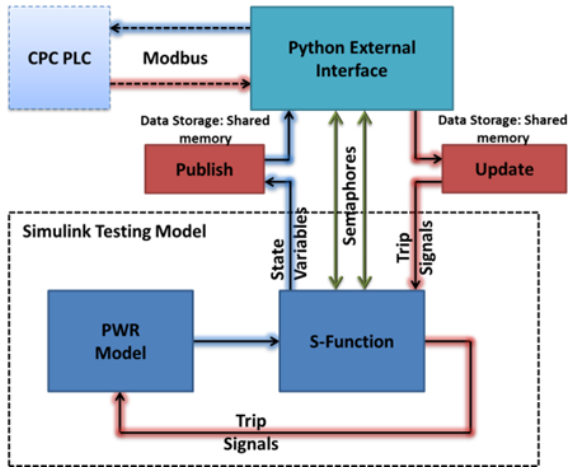 CPC PLC
Modbus
Python External
Interface
Data Storage: Shared
memory
Data Storage: Shared
memory
Publish
Update
State
Variables
Semaphores
Trip
Signals
Simulink Testing Model
PWR
Model
S-Function
Trip
Signals